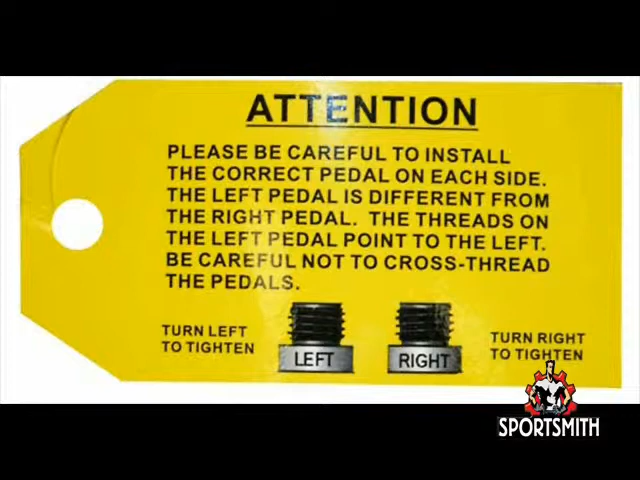 ATTENTION
PLEASE BE CAREFUL TO INSTALL
THE CORRECT PEDAL ON EACH SIDE.
THE LEFT PEDAL IS DIFFERENT FROM
THE RIGHT PEDAL. THE THREADS ON
THE LEFT PEDAL POINT TO THE LEFT.
BE CAREFUL NOT TO CROSS-THREAD
THE PEDALS.
TURN LEFT
TO TIGHTEN
LEFT
RIGHT
TURN RIGHT
TO TIGHTEN
SPORTSMITH